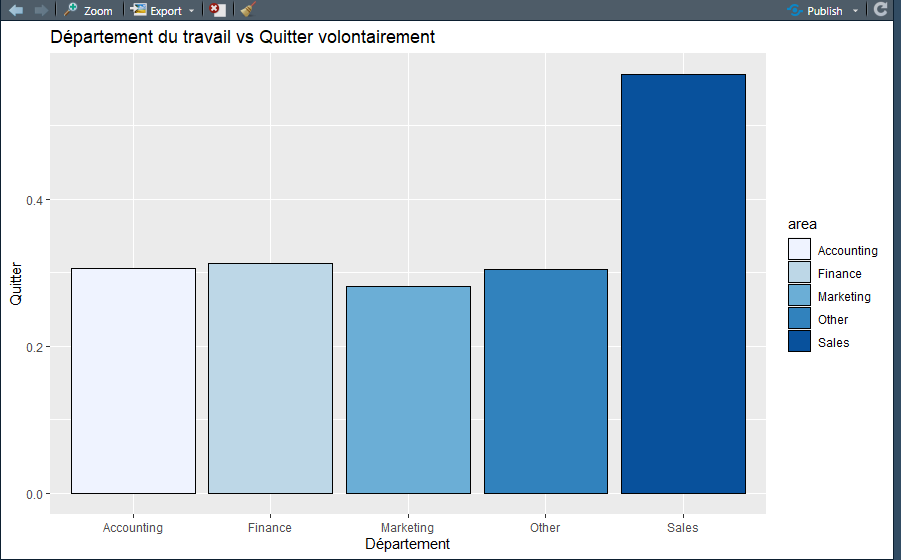 Zoom Export Publish
Département du travail vs Quitter volontairement
Quitter
0.4
0.2
0.0
Accounting Finance Marketing Other Sales
Département
area
Accounting
Finance
Marketing
Other
Sales